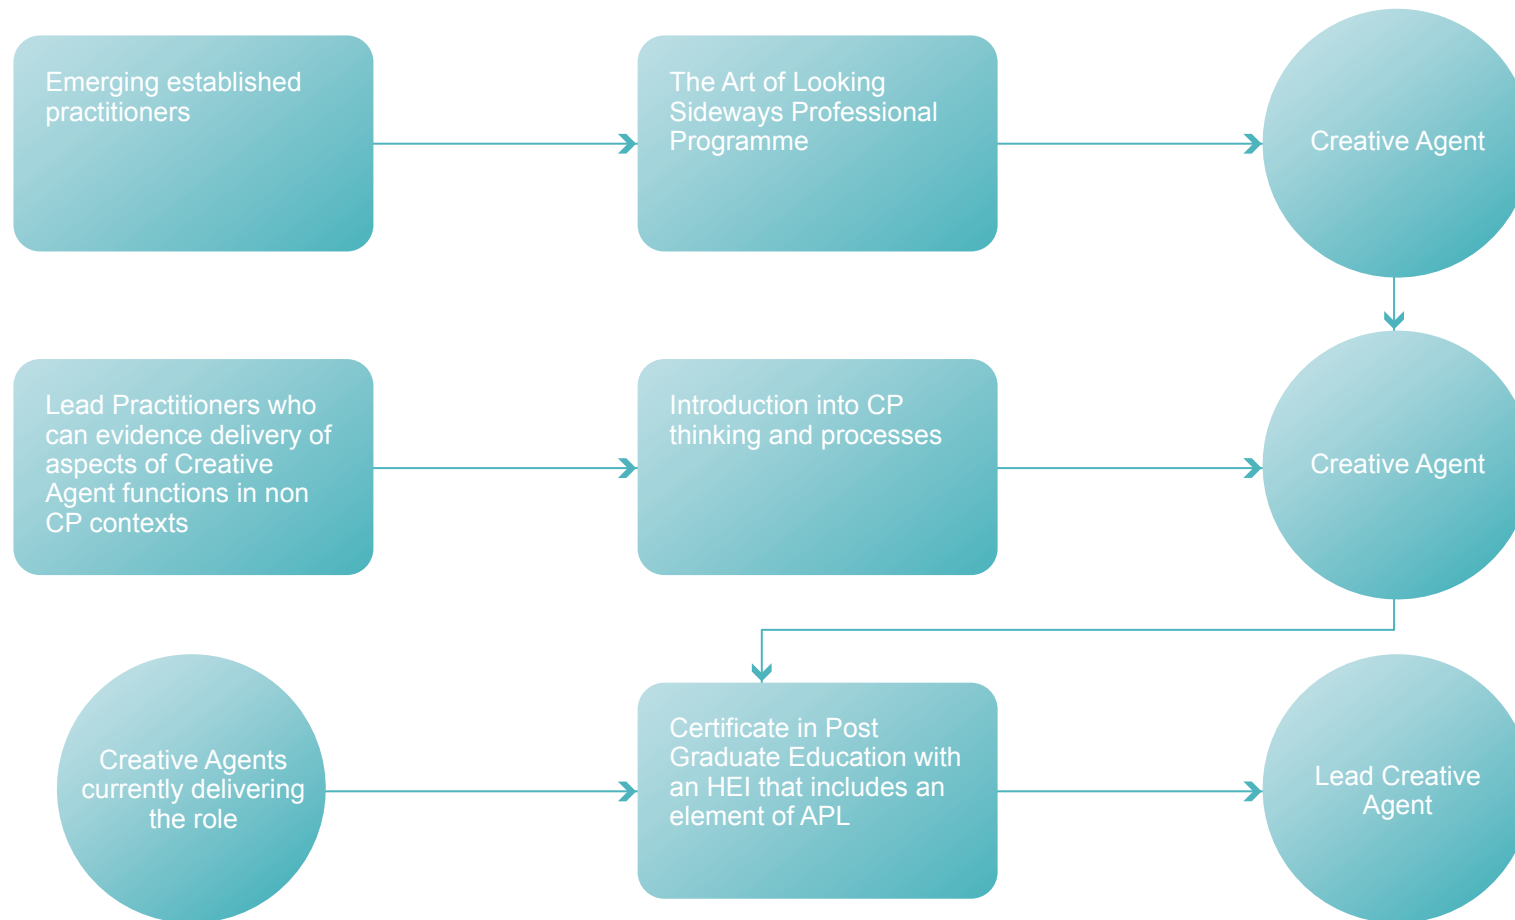 Emerging established
practitioners
The Art of Looking
Sideways Professional
Programme
Creative Agent
Lead Practitioners who
can evidence delivery of
aspects of Creative
Agent functions in non
CP contexts
Introduction into CP
thinking and processes
Creative Agent
Creative Agents
currently delivering
the role
Certificate in Post
Graduate Education with
an HEI that includes an
element of APL
Lead Creative
Agent